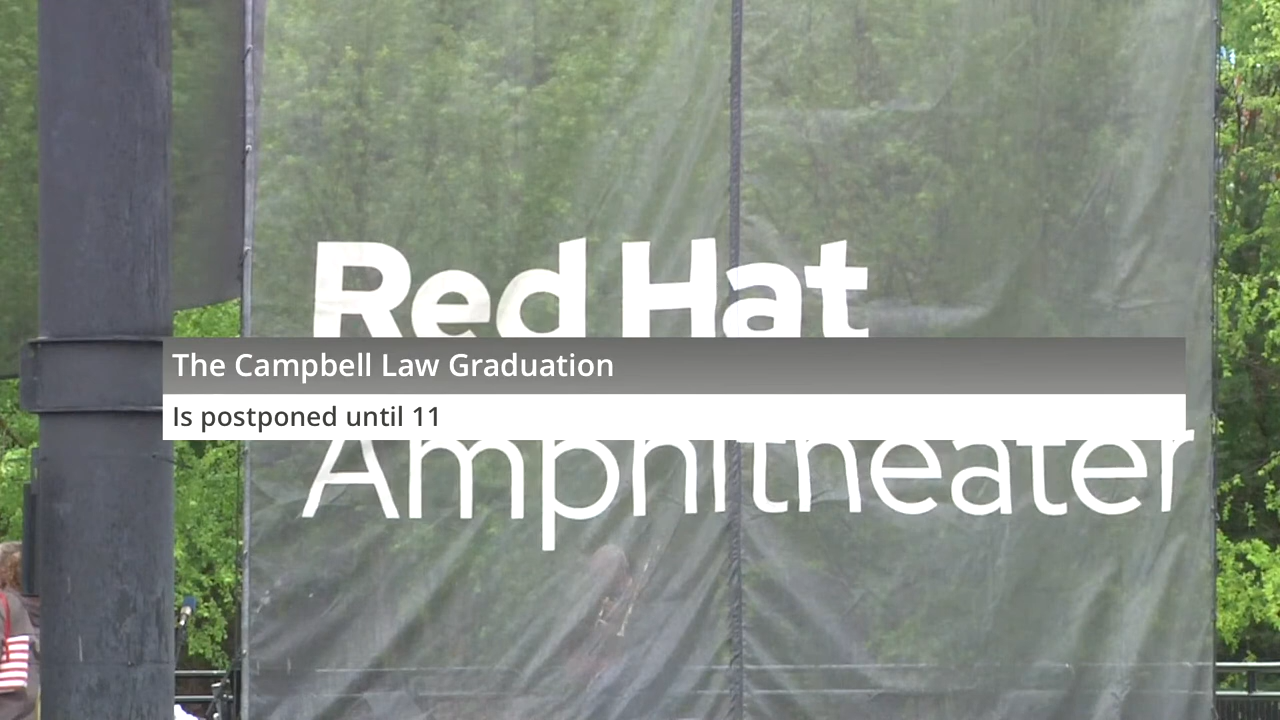 Red Hat
The Campbell Law Graduation
Is postponed until 11
Amphitheater